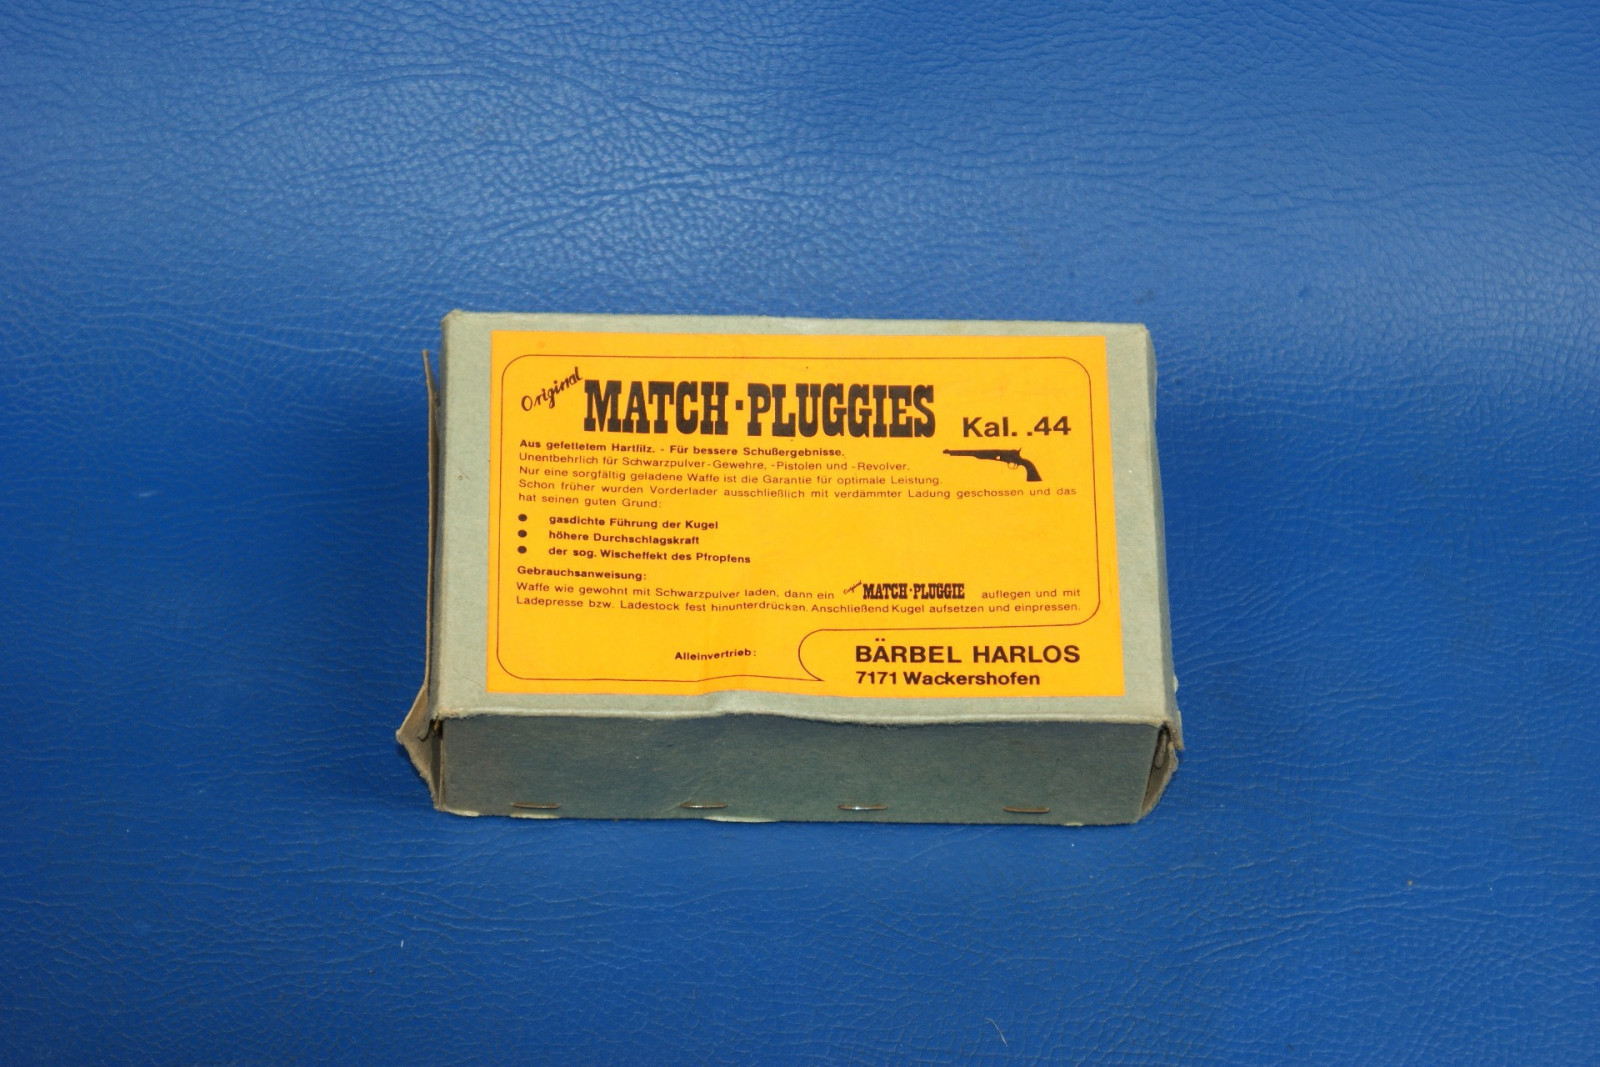 Original MATCH-PLUGGIES Kal. .44
Aus gefettetem Hartfilz. - Für bessere Schußergebnisse.
Unentbehrlich für Schwarzpulver-Gewehre, -Pistolen und -Revolver.
Nur eine sorgfältig geladene Waffe ist die Garantie für optimale Leistung.
Schon früher wurden Vorderlader ausschließlich mit verdämmter Ladung geschossen und das
hat seinen guten Grund:
● gasdichte Führung der Kugel
● höhere Durchschlagskraft
● der sog. Wischeffekt des Pfropfens
Gebrauchsanweisung:
Waffe wie gewohnt mit Schwarzpulver laden, dann ein Original MATCH-PLUGGIE auflegen und mit
Ladepresse bzw. Ladestock fest hinunterdrücken. Anschließend Kugel aufsetzen und einpressen.
Alleinvertrieb: BÄRBEL HARLOS
7171 Wackershofen